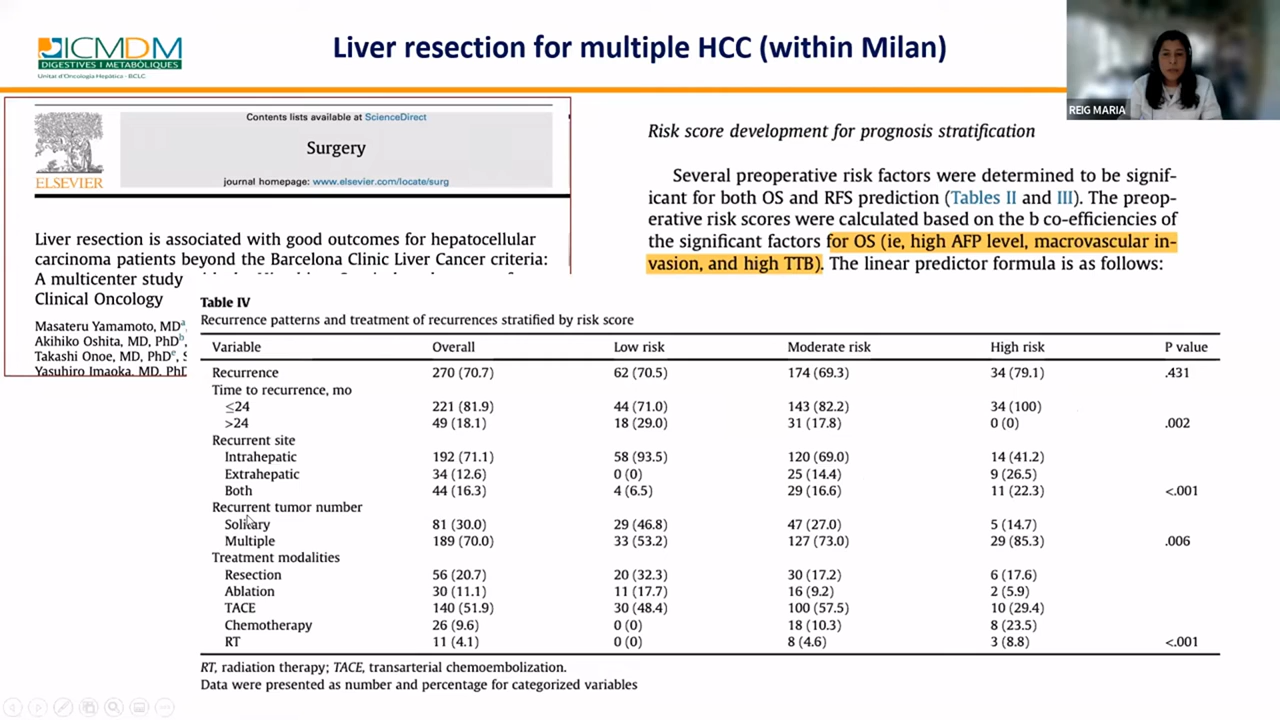 ICMDM
DIGESTIVES I METABÒLIQUES
Unitat d'Oncologia Hepàtica - BCLC
Liver resection for multiple HCC (within Milan)
REIG MARIA
Contents lists available at ScienceDirect
Surgery
ELSEVIER
journal homepage: www.elsevier.com/locate/surg
Liver resection is associated with good outcomes for hepatocellular
carcinoma patients beyond the Barcelona Clinic Liver Cancer criteria:
A multicenter study
Clinical Oncology
Masateru Yamamoto, MD a,
Akihiko Oshita, MD, PhD b,
Takashi Onoe, MD, PhD e, S
Yasuhiro Imaoka, MD, PhD
Risk score development for prognosis stratification
Several preoperative risk factors were determined to be signif-
icant for both OS and RFS prediction (Tables II and III). The preop-
erative risk scores were calculated based on the b co-efficiencies of
the significant factors for OS (ie, high AFP level, macrovascular in-
vasion, and high TTB). The linear predictor formula is as follows:
Table IV
Recurrence patterns and treatment of recurrences stratified by risk score
Variable Overall Low risk Moderate risk High risk P value
Recurrence 270 (70.7) 62 (70.5) 174 (69.3) 34 (79.1) .431
Time to recurrence, mo
≤24 221 (81.9) 44 (71.0) 143 (82.2) 34 (100)
>24 49 (18.1) 18 (29.0) 31 (17.8) 0 (0) .002
Recurrent site
Intrahepatic 192 (71.1) 58 (93.5) 120 (69.0) 14 (41.2)
Extrahepatic 34 (12.6) 0 (0) 25 (14.4) 9 (26.5)
Both 44 (16.3) 4 (6.5) 29 (16.6) 11 (22.3) <.001
Recurrent tumor number
Solitary 81 (30.0) 29 (46.8) 47 (27.0) 5 (14.7)
Multiple 189 (70.0) 33 (53.2) 127 (73.0) 29 (85.3) .006
Treatment modalities
Resection 56 (20.7) 20 (32.3) 30 (17.2) 6 (17.6)
Ablation 30 (11.1) 11 (17.7) 16 (9.2) 2 (5.9)
TACE 140 (51.9) 30 (48.4) 100 (57.5) 10 (29.4)
Chemotherapy 26 (9.6) 0 (0) 18 (10.3) 8 (23.5)
RT 11 (4.1) 0 (0) 8 (4.6) 3 (8.8) <.001
RT, radiation therapy; TACE, transarterial chemoembolization.
Data were presented as number and percentage for categorized variables